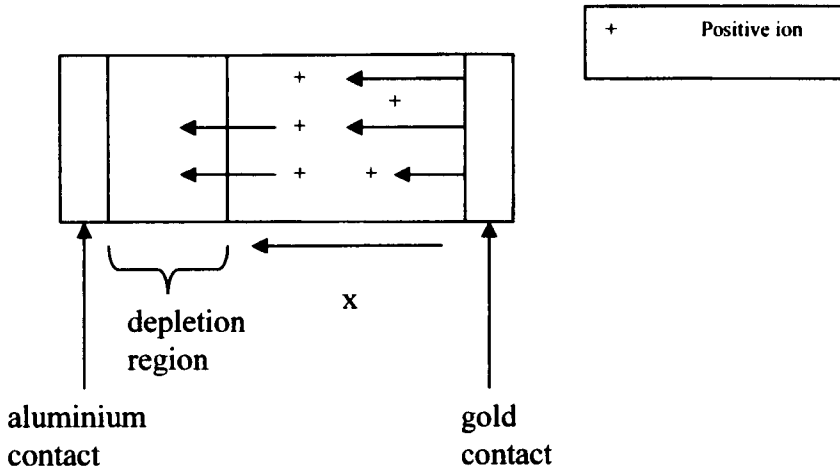 + Positive ion
+
+
+
+
+
x
depletion
region
aluminium
contact
gold
contact